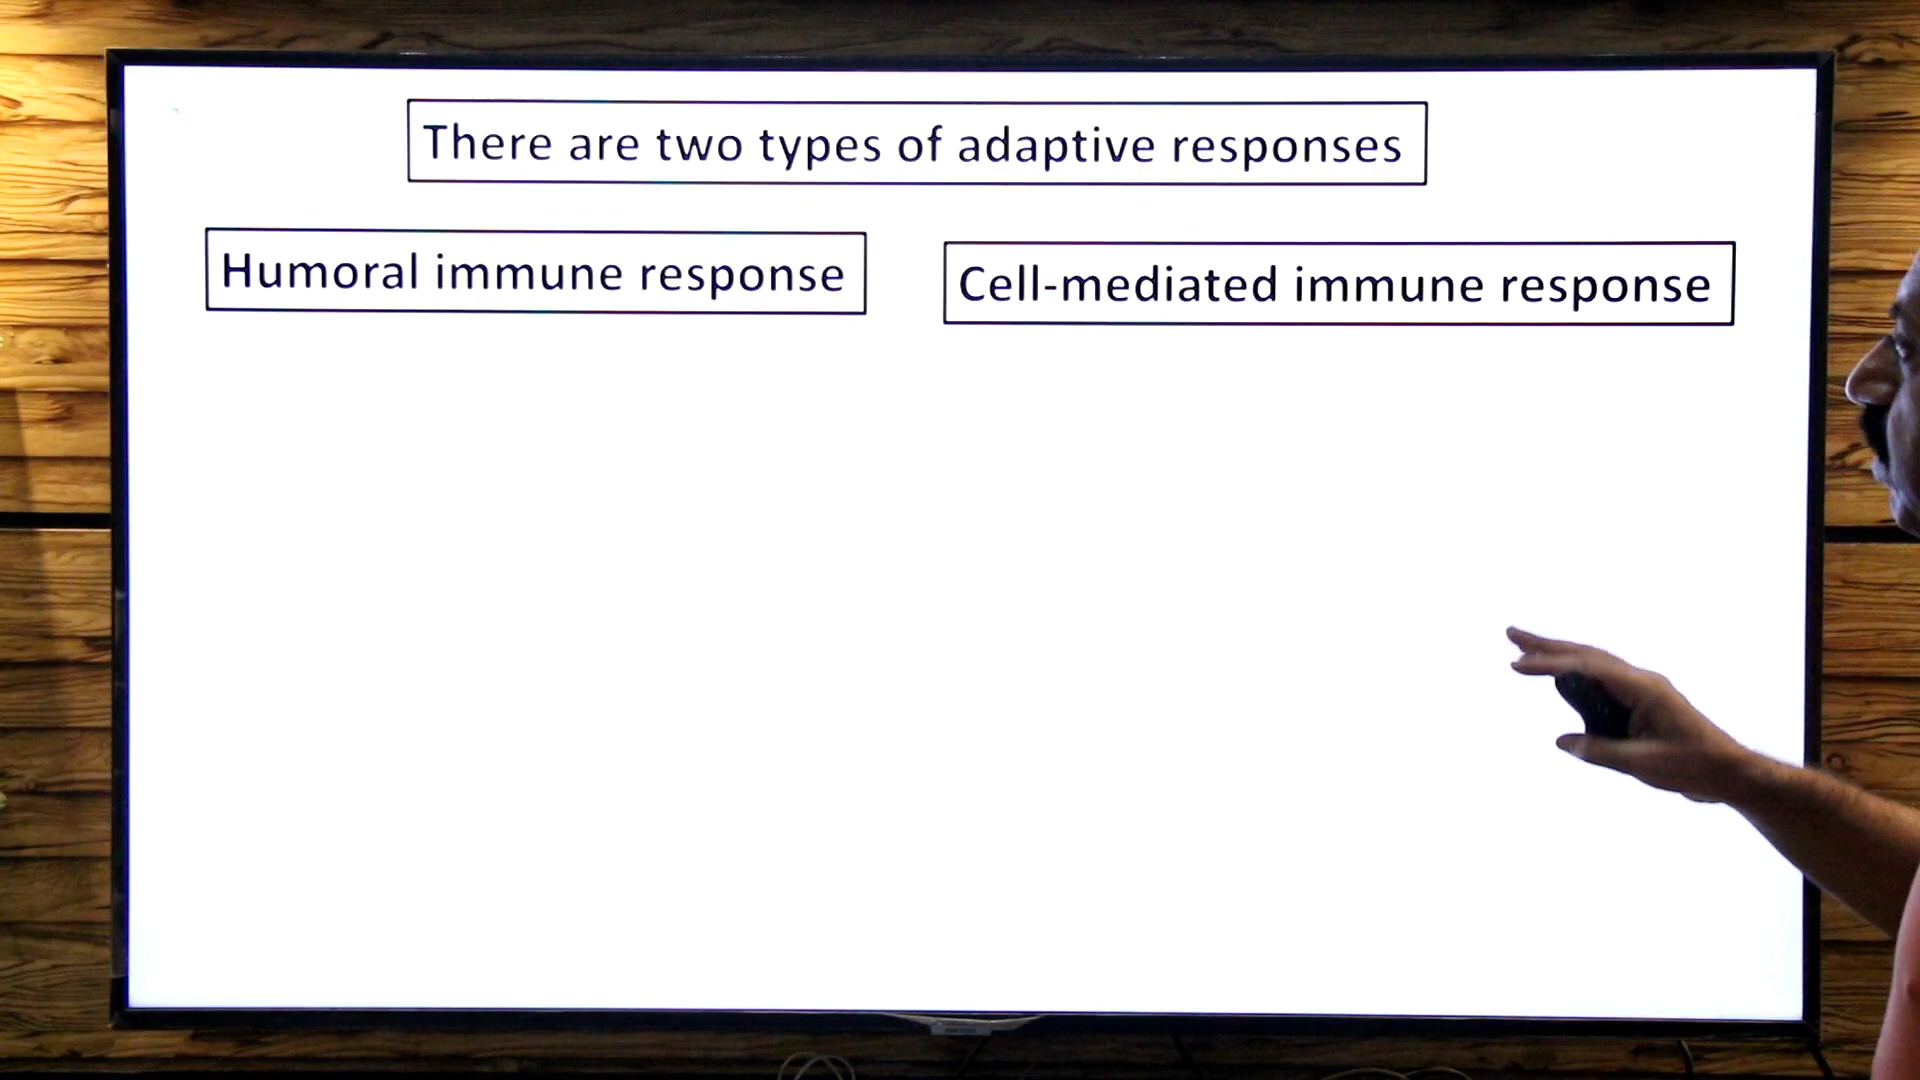 There are two types of adaptive responses
Humoral immune response
Cell-mediated immune response